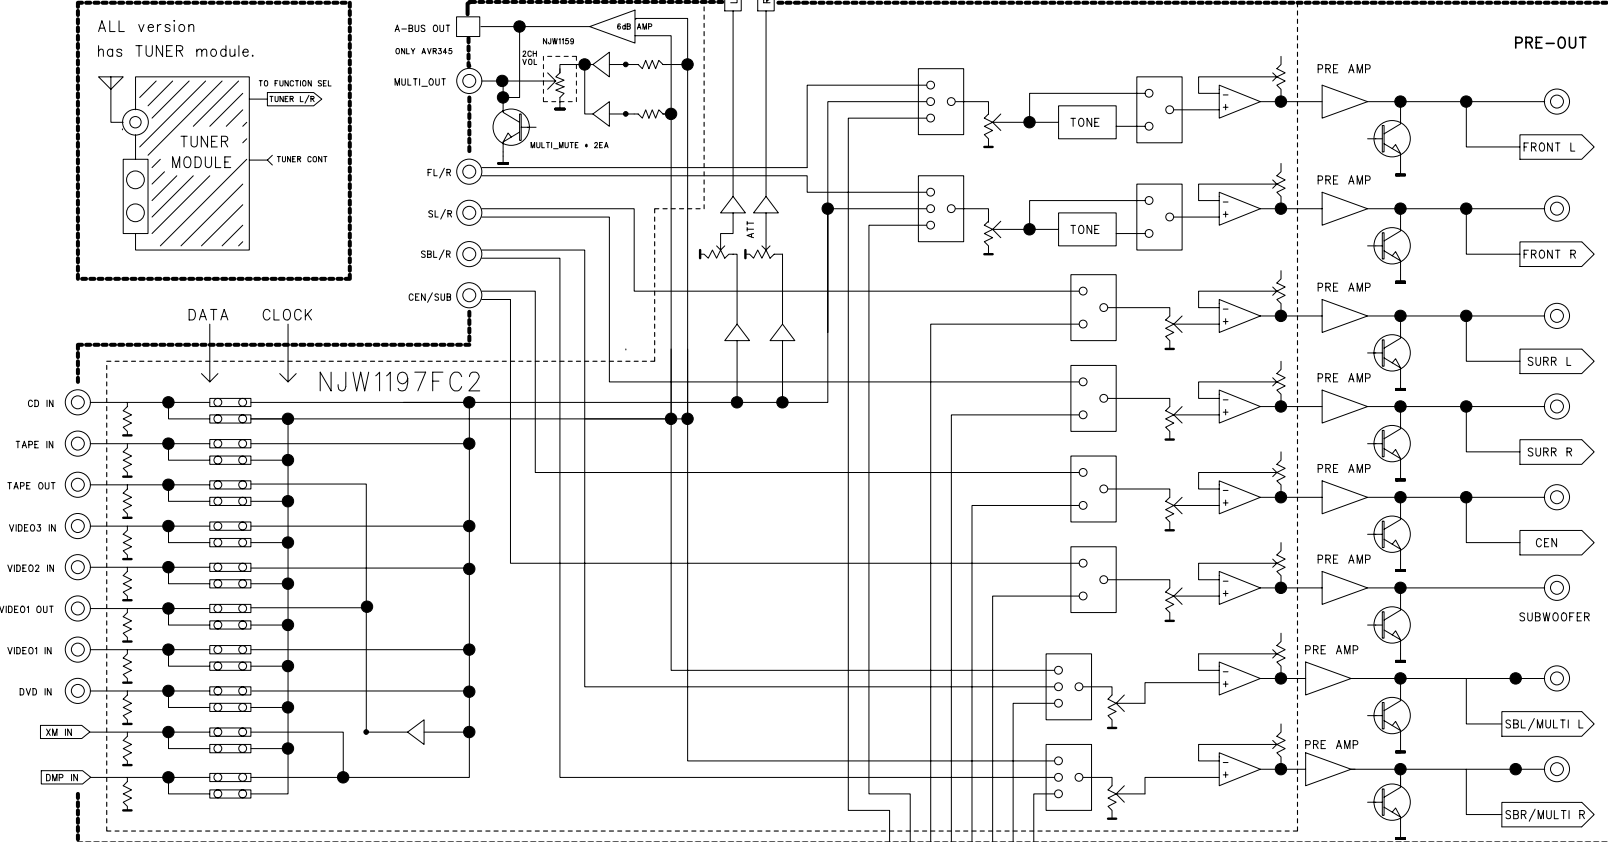 ALL version
has TUNER module.
TO FUNCTION SEL
TUNER L/R
TUNER
MODULE
TUNER CONT
A-BUS OUT
ONLY AVR345
MULTI_OUT
6dB AMP
NJW1159
2CH
VOL
MULTI_MUTE * 2EA
L
R
ATT
FL/R
SL/R
SBL/R
CEN/SUB
DATA
CLOCK
NJW1197FC2
CD IN
TAPE IN
TAPE OUT
VIDEO3 IN
VIDEO2 IN
VIDEO1 OUT
VIDEO1 IN
DVD IN
XM IN
DMP IN
TONE
TONE
PRE-OUT
PRE AMP
FRONT L
PRE AMP
FRONT R
PRE AMP
SURR L
PRE AMP
SURR R
PRE AMP
CEN
PRE AMP
SUBWOOFER
PRE AMP
SBL/MULTI L
PRE AMP
SBR/MULTI R